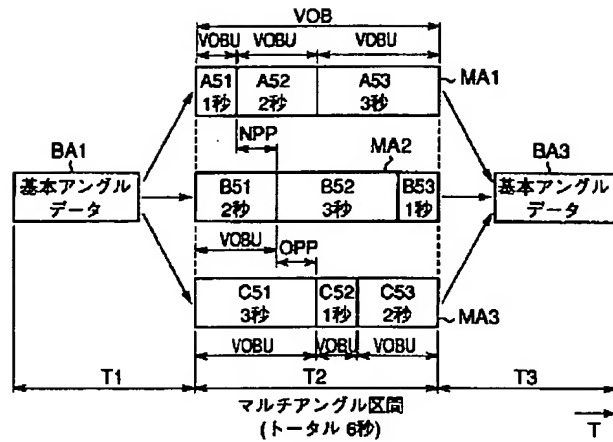 VOB
VOBU VOBU VOBU
A51 A52 A53
1秒 2秒 3秒
MA1
NPP
MA2
BA1
BA3
基本アングル
データ
B51 B52 B53
2秒 3秒 1秒
基本アングル
データ
VOBU
OPP
C51 C52 C53
3秒 1秒 2秒
MA3
VOBU VOBU VOBU
T1 T2 T3
マルチアングル区間
(トータル 6秒)
T